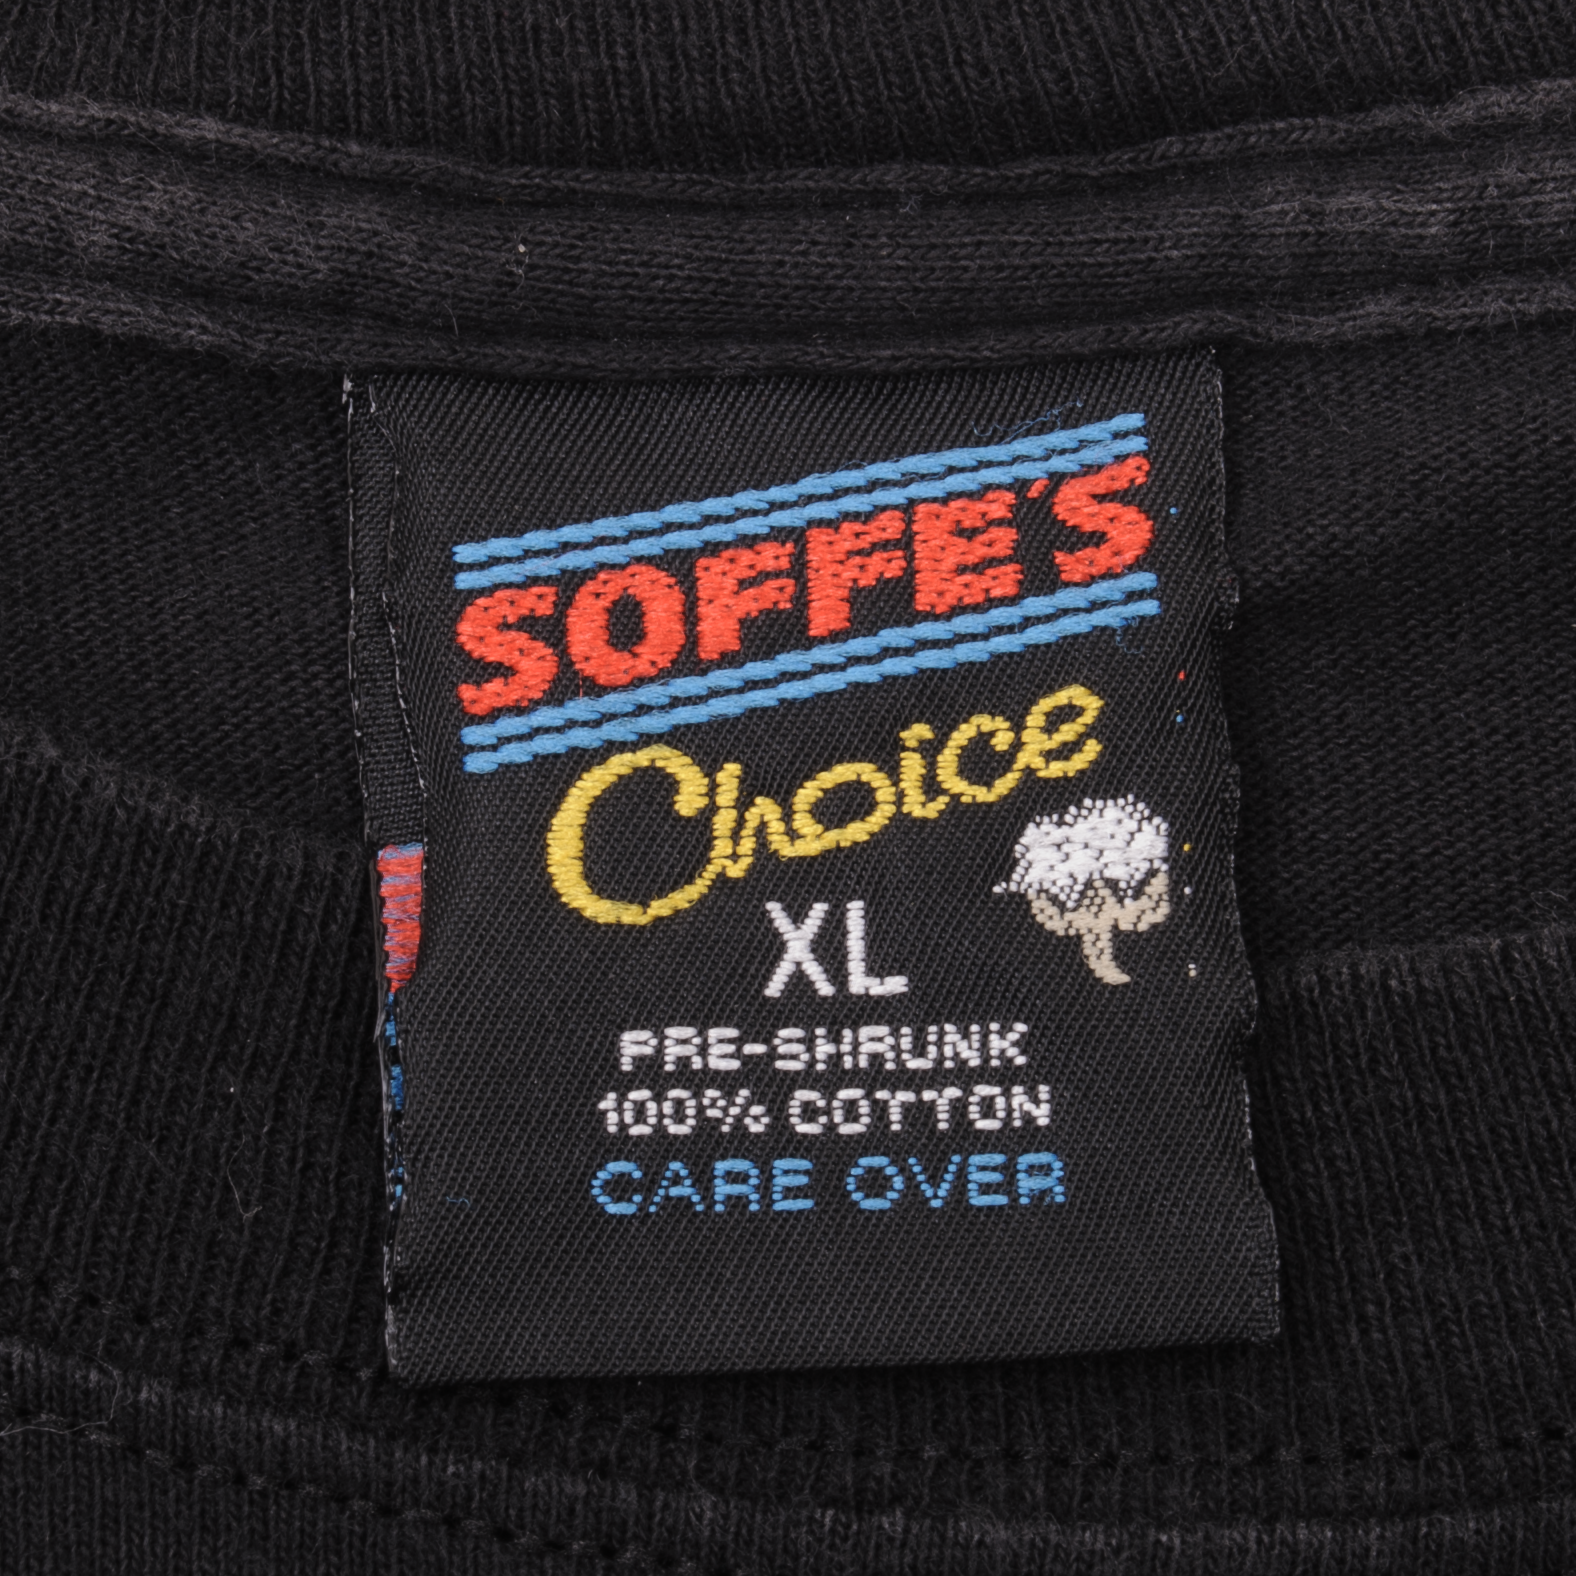 SOFFE'S
Choice
XL
PRE-SHRUNK
100% COTTON
CARE OVER